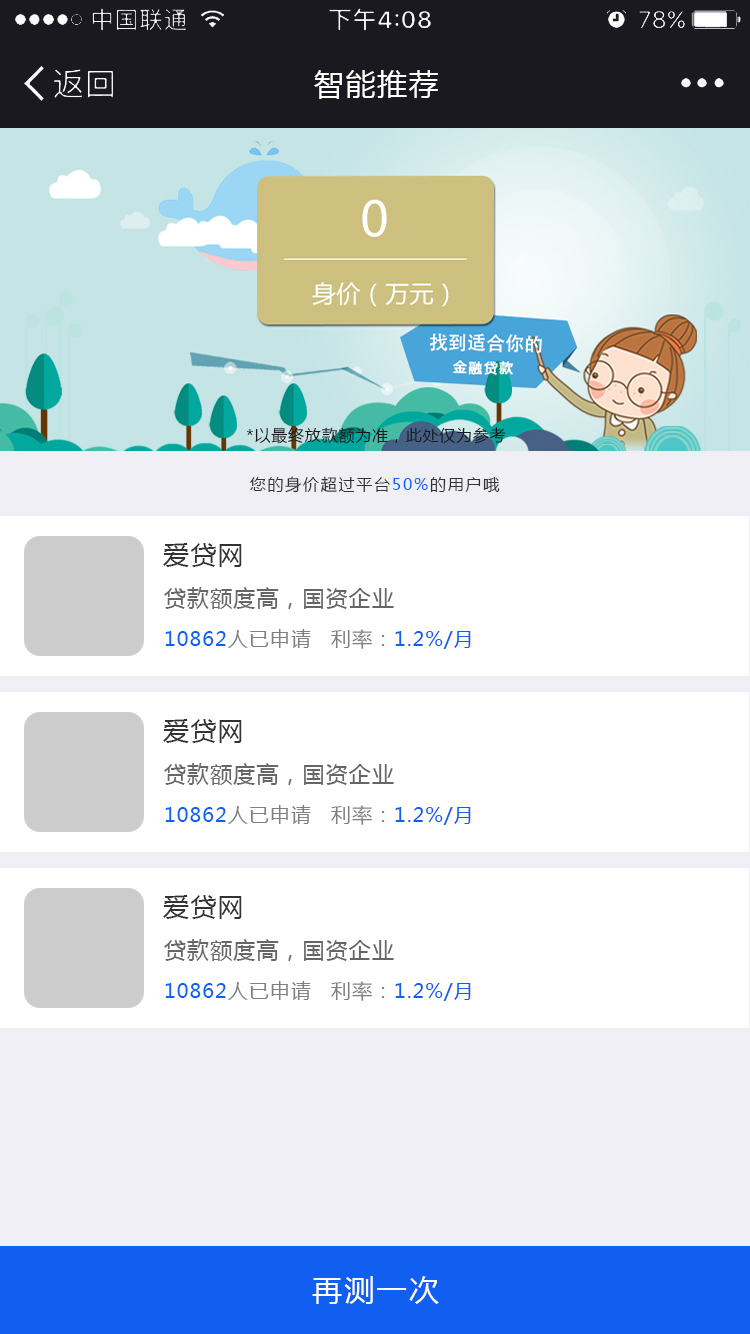 中国联通 下午4:08 78%
返回 智能推荐
0
身价（万元）
找到适合你的
金融贷款
*以最终放款额为准，此处仅为参考
您的身价超过平台50%的用户哦
爱贷网
贷款额度高，国资企业
10862人已申请 利率：1.2%/月
爱贷网
贷款额度高，国资企业
10862人已申请 利率：1.2%/月
爱贷网
贷款额度高，国资企业
10862人已申请 利率：1.2%/月
再测一次